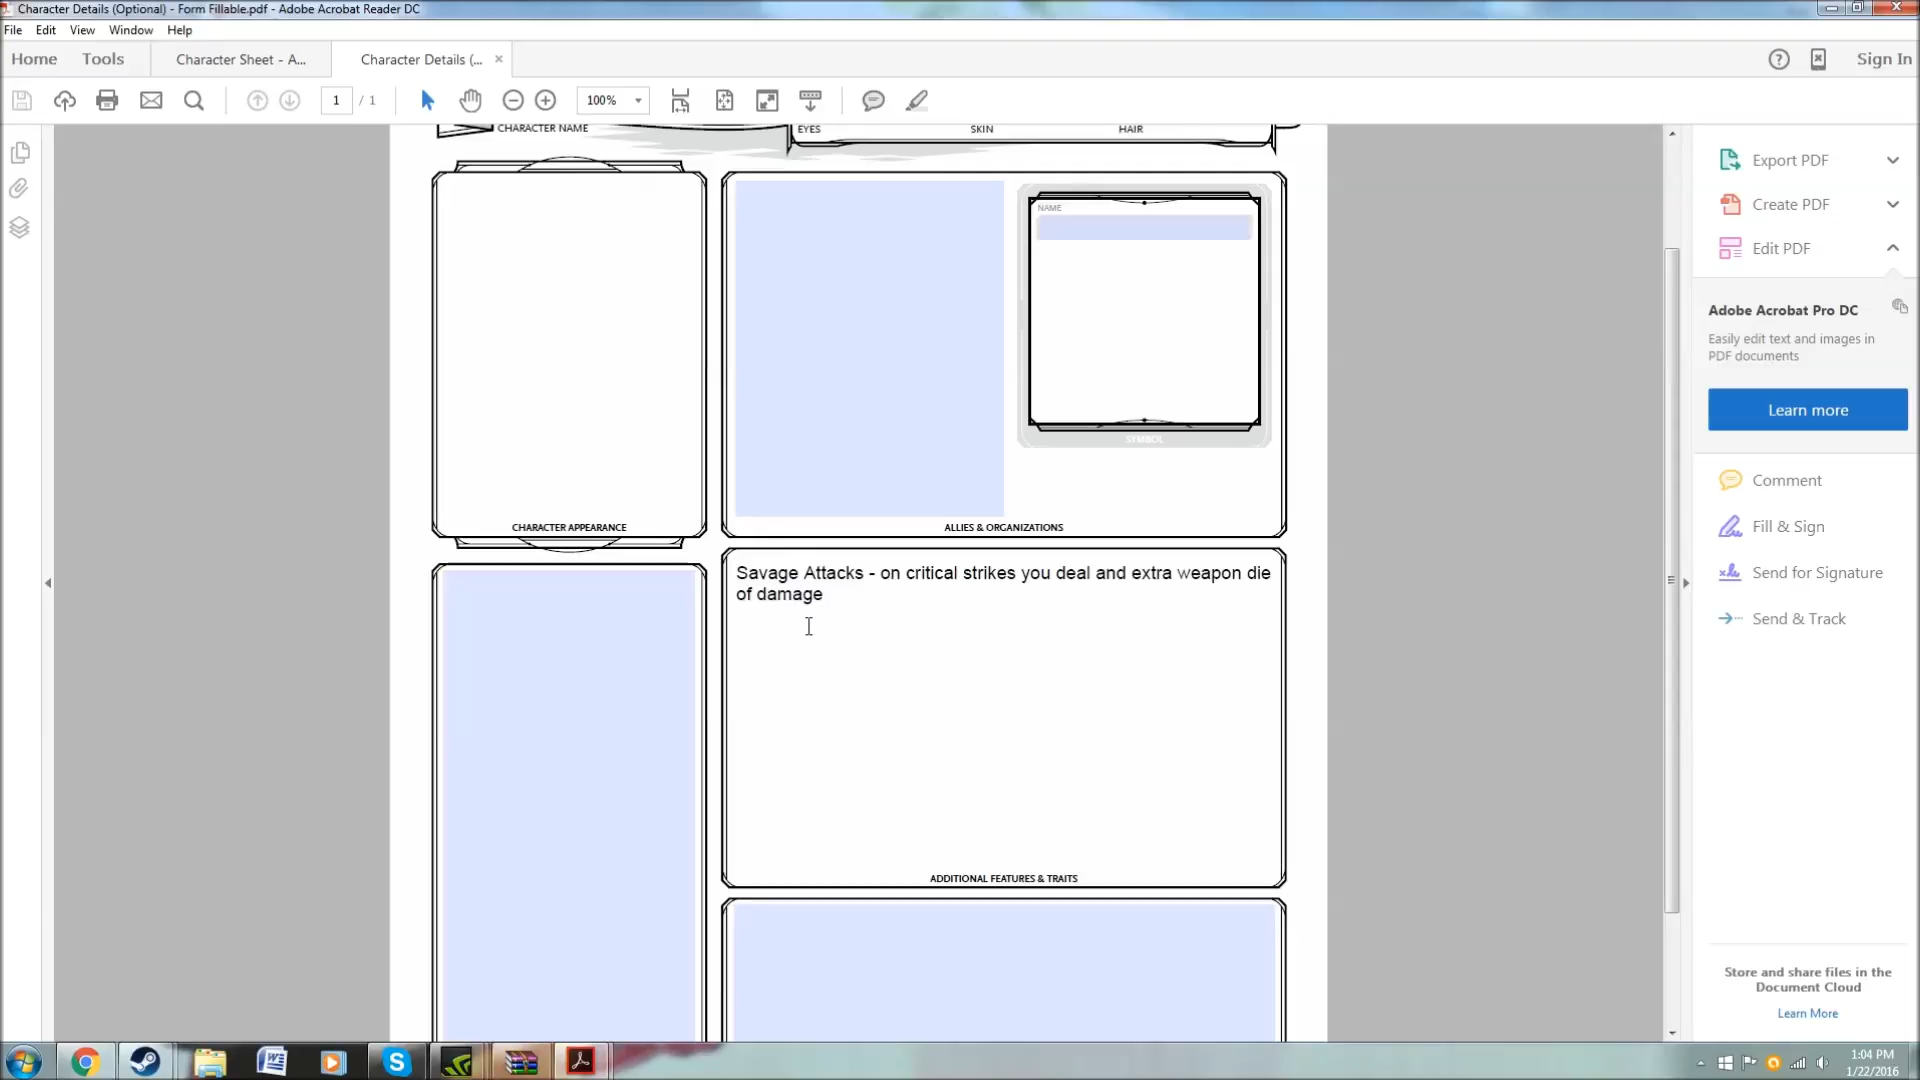 Character Details (Optional) - Form Fillable.pdf - Adobe Acrobat Reader DC
File Edit View Window Help
Home Tools Character Sheet - A... Character Details (... × Sign In
1 / 1 100%
CHARACTER NAME EYES SKIN HAIR
NAME
SYMBOL
CHARACTER APPEARANCE ALLIES & ORGANIZATIONS
Savage Attacks - on critical strikes you deal and extra weapon die
of damage
ADDITIONAL FEATURES & TRAITS
Export PDF
Create PDF
Edit PDF
Adobe Acrobat Pro DC
Easily edit text and images in
PDF documents
Learn more
Comment
Fill & Sign
Send for Signature
Send & Track
Store and share files in the
Document Cloud
Learn More
1:04 PM
1/22/2016